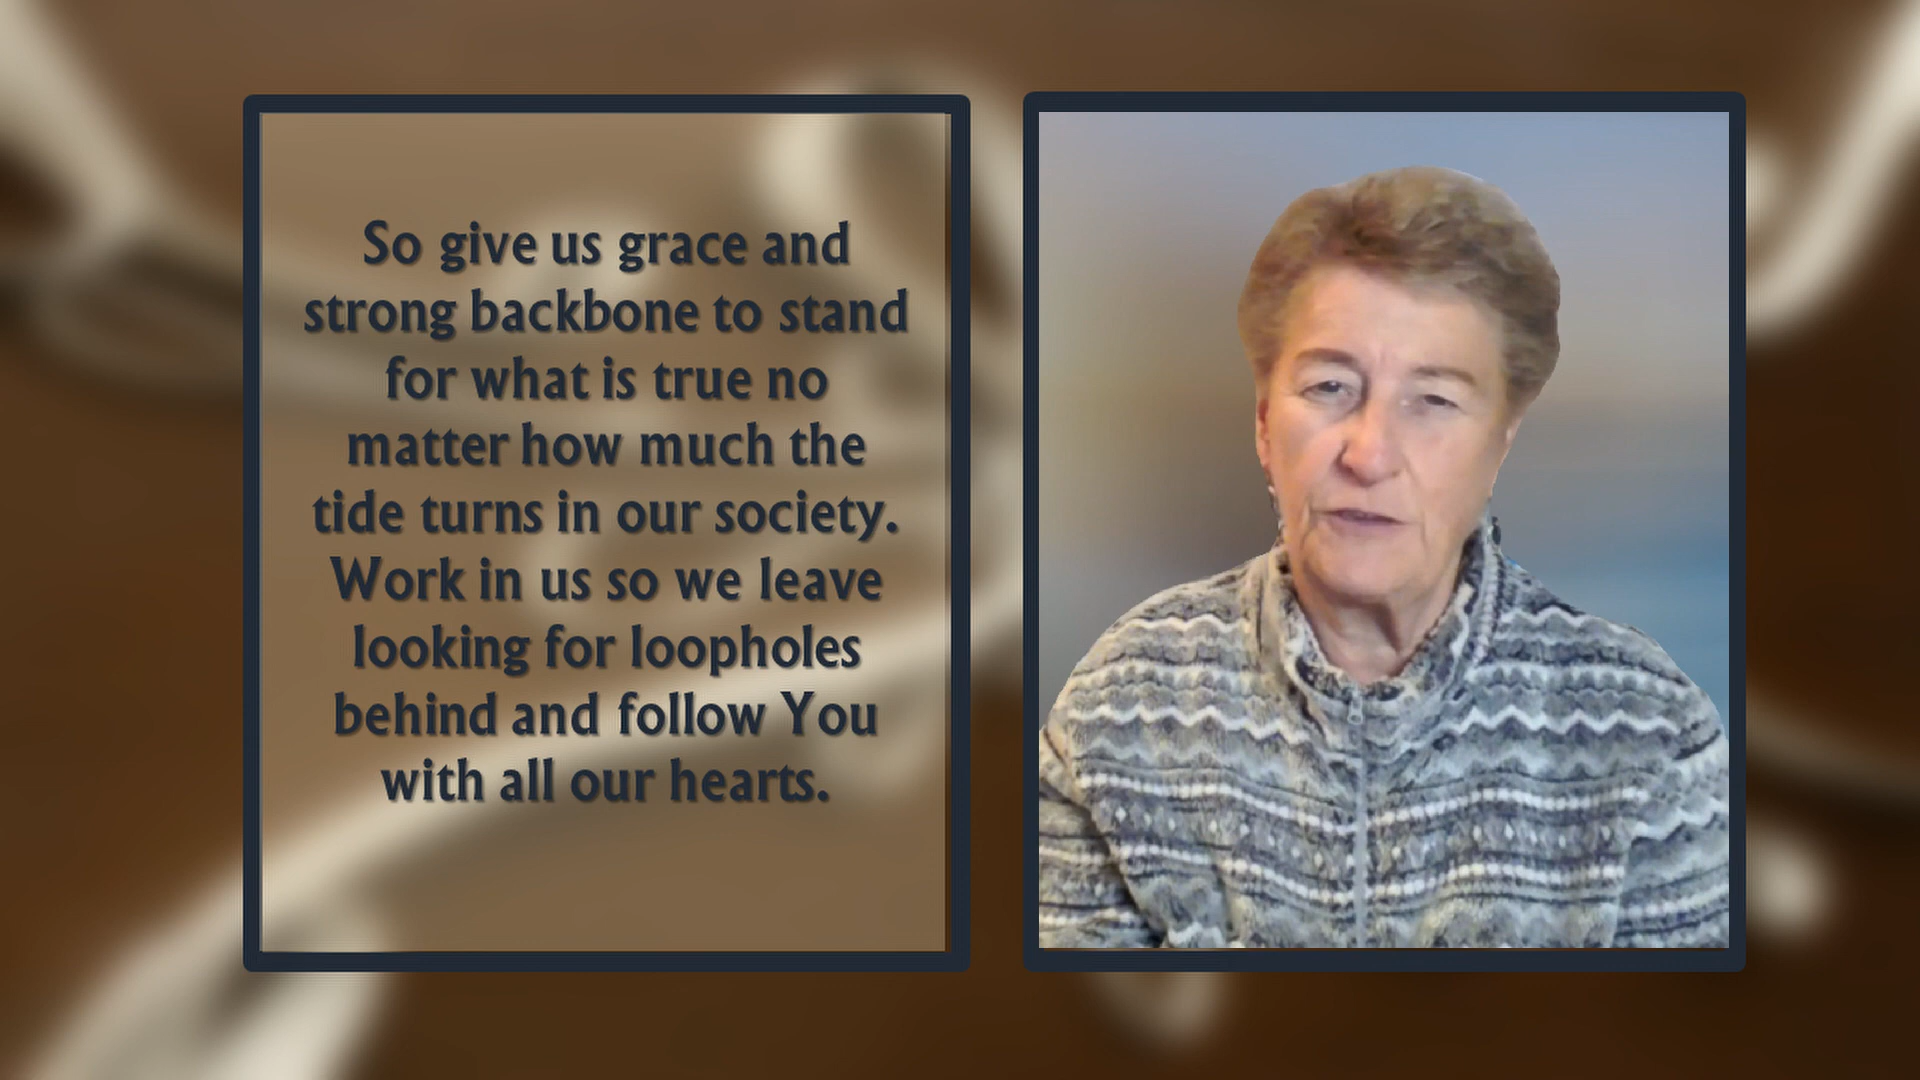 So give us grace and
strong backbone to stand
for what is true no
matter how much the
tide turns in our society.
Work in us so we leave
looking for loopholes
behind and follow You
with all our hearts.